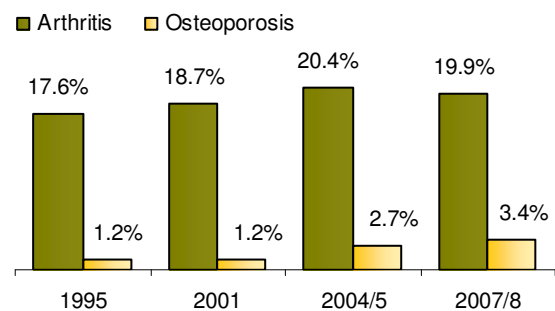 Arthritis Osteoporosis
17.6% 18.7% 20.4% 19.9%
1.2% 1.2% 2.7% 3.4%
1995 2001 2004/5 2007/8